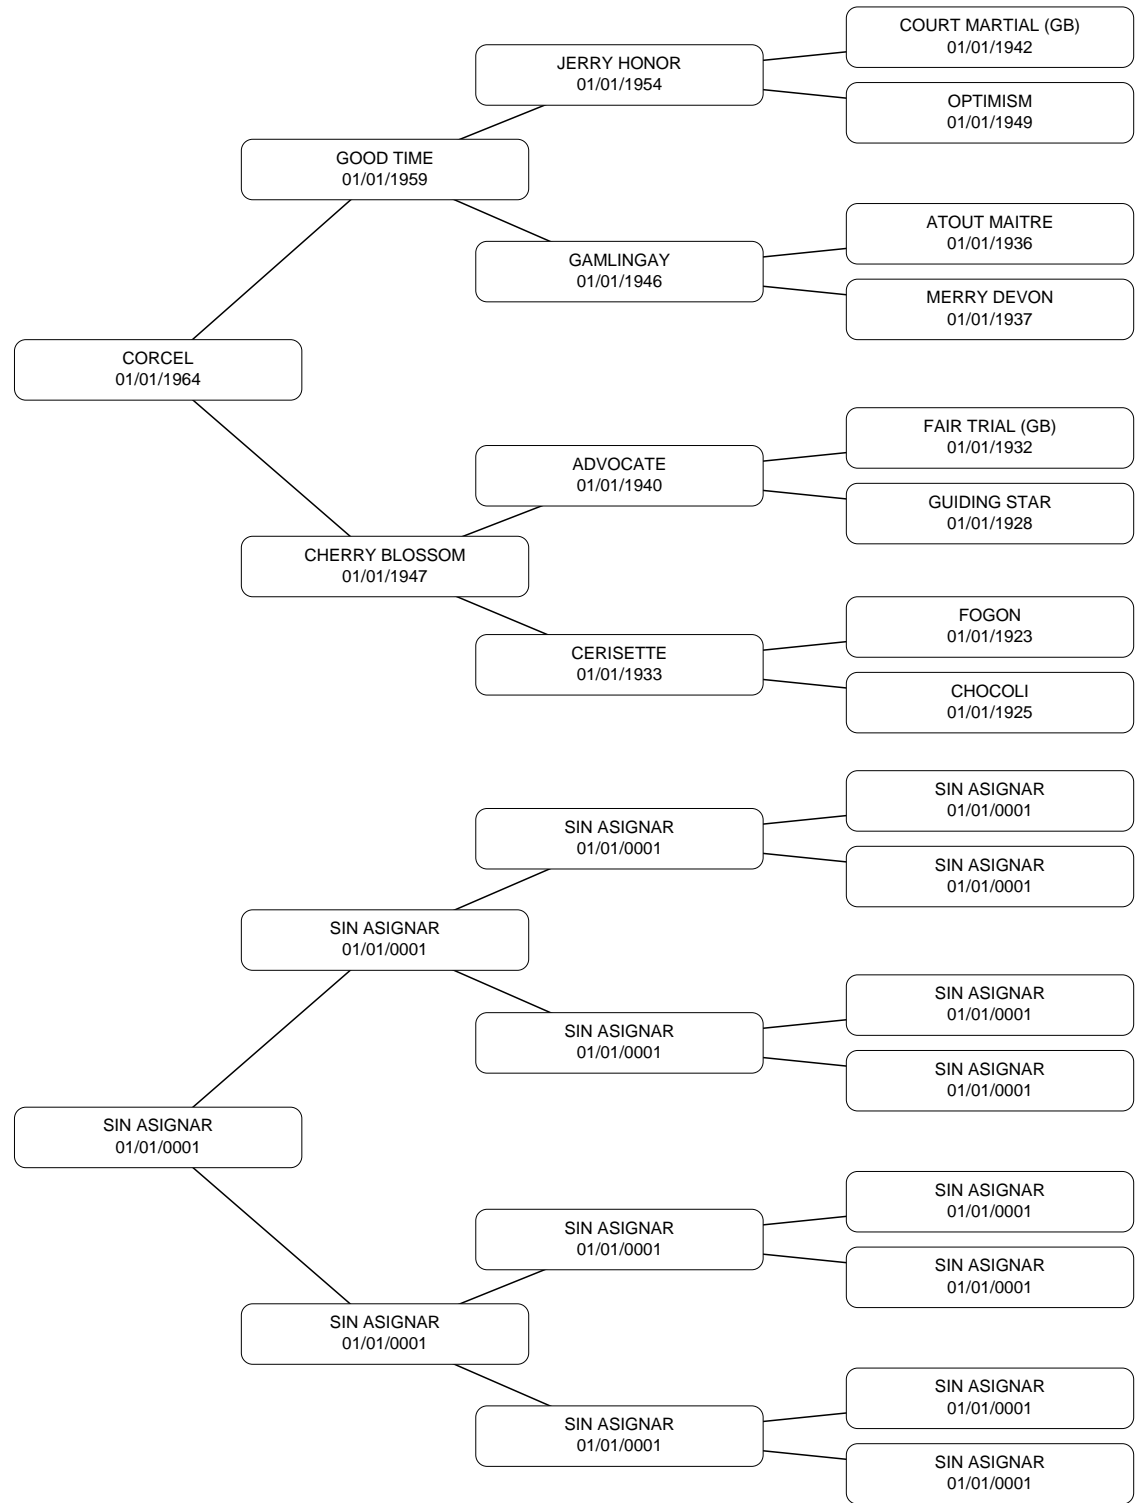 COURT MARTIAL (GB)
01/01/1942
JERRY HONOR
01/01/1954
OPTIMISM
01/01/1949
GOOD TIME
01/01/1959
ATOUT MAITRE
01/01/1936
GAMLINGAY
01/01/1946
MERRY DEVON
01/01/1937
CORCEL
01/01/1964
FAIR TRIAL (GB)
01/01/1932
ADVOCATE
01/01/1940
GUIDING STAR
01/01/1928
CHERRY BLOSSOM
01/01/1947
FOGON
01/01/1923
CERISETTE
01/01/1933
CHOCOLI
01/01/1925
SIN ASIGNAR
01/01/0001
SIN ASIGNAR
01/01/0001
SIN ASIGNAR
01/01/0001
SIN ASIGNAR
01/01/0001
SIN ASIGNAR
01/01/0001
SIN ASIGNAR
01/01/0001
SIN ASIGNAR
01/01/0001
SIN ASIGNAR
01/01/0001
SIN ASIGNAR
01/01/0001
SIN ASIGNAR
01/01/0001
SIN ASIGNAR
01/01/0001
SIN ASIGNAR
01/01/0001
SIN ASIGNAR
01/01/0001
SIN ASIGNAR
01/01/0001
SIN ASIGNAR
01/01/0001